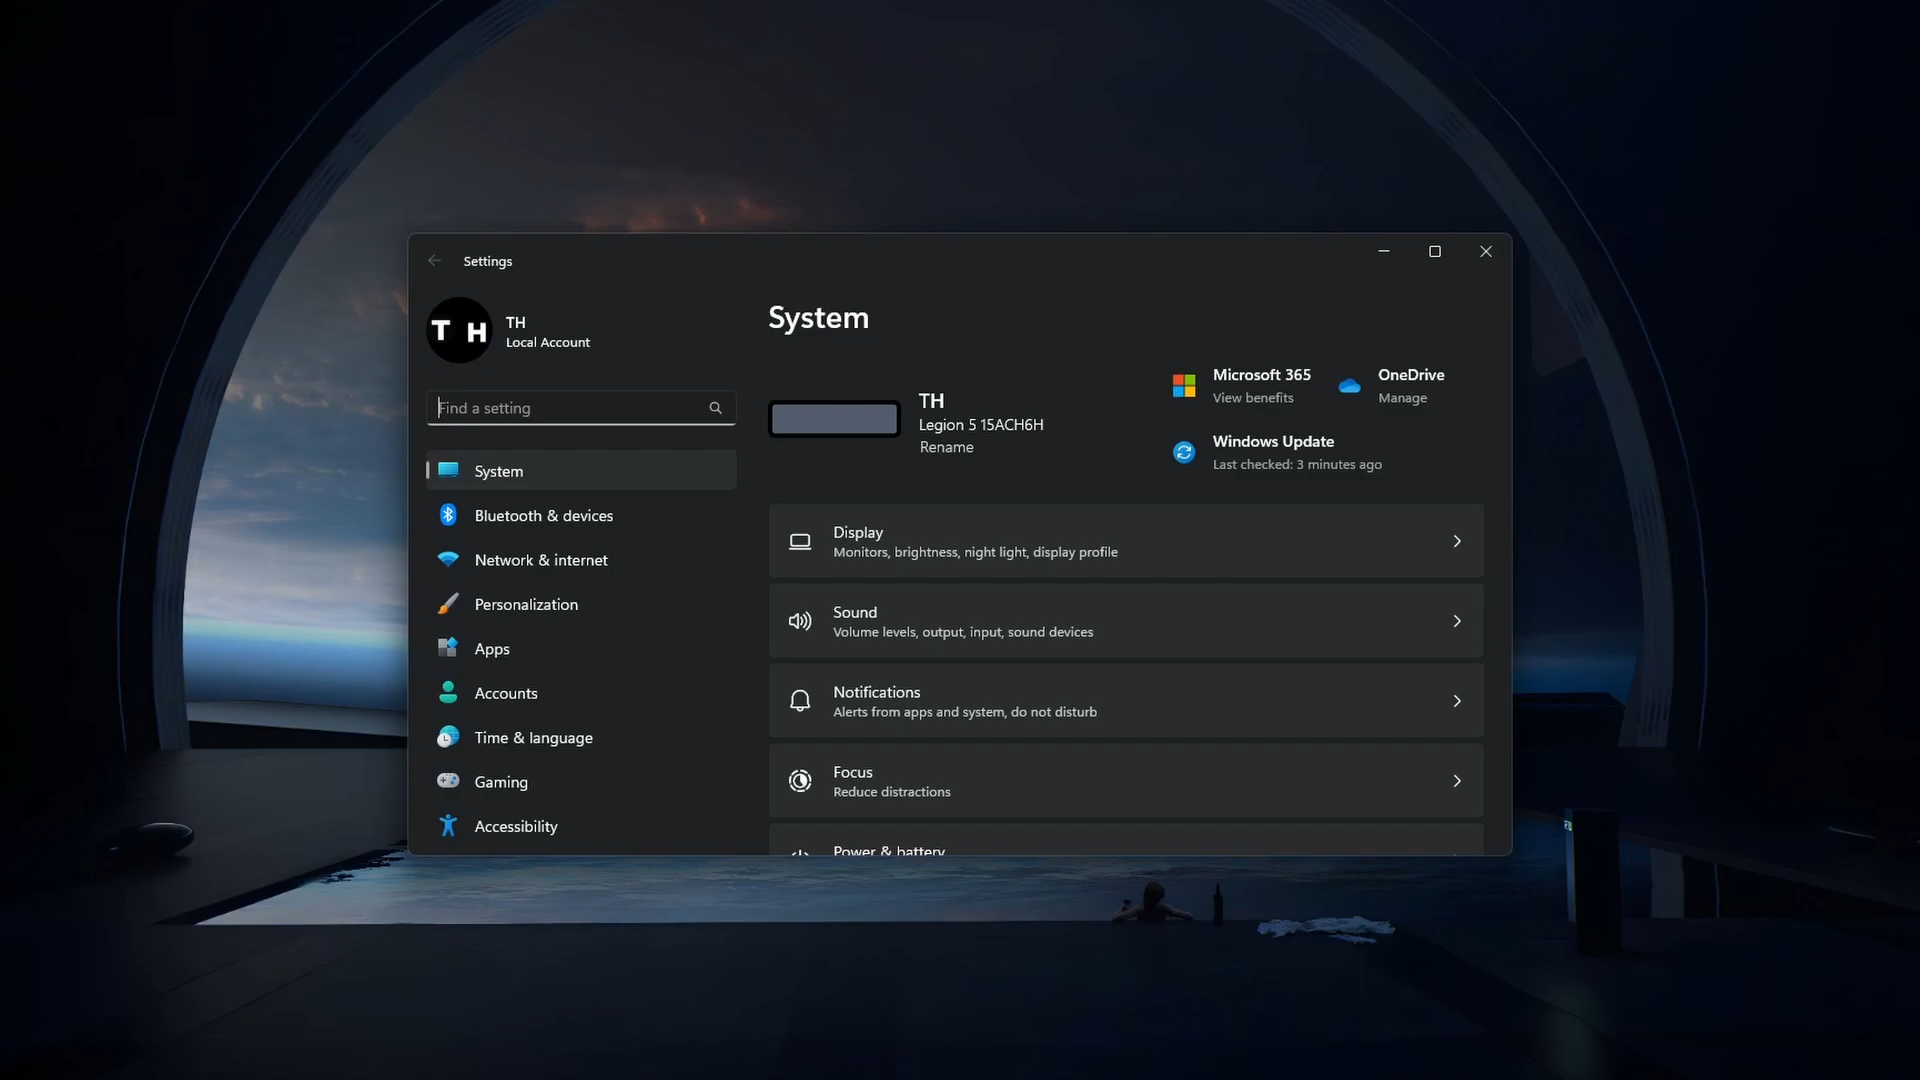 Settings
T H
TH
Local Account
Find a setting
System
Bluetooth & devices
Network & internet
Personalization
Apps
Accounts
Time & language
Gaming
Accessibility
System
TH
Legion 5 15ACH6H
Rename
Microsoft 365
View benefits
OneDrive
Manage
Windows Update
Last checked: 3 minutes ago
Display
Monitors, brightness, night light, display profile
Sound
Volume levels, output, input, sound devices
Notifications
Alerts from apps and system, do not disturb
Focus
Reduce distractions
Power & battery